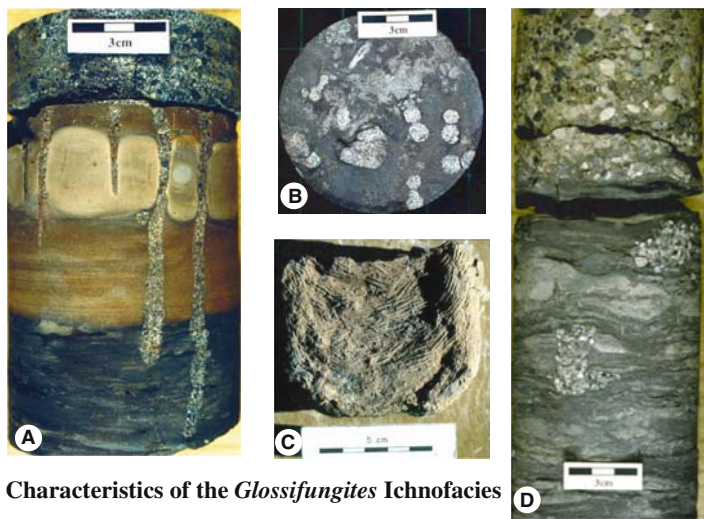 3cm
A
3cm
B
5 cm
C
3cm
D
Characteristics of the Glossifungites Ichnofacies